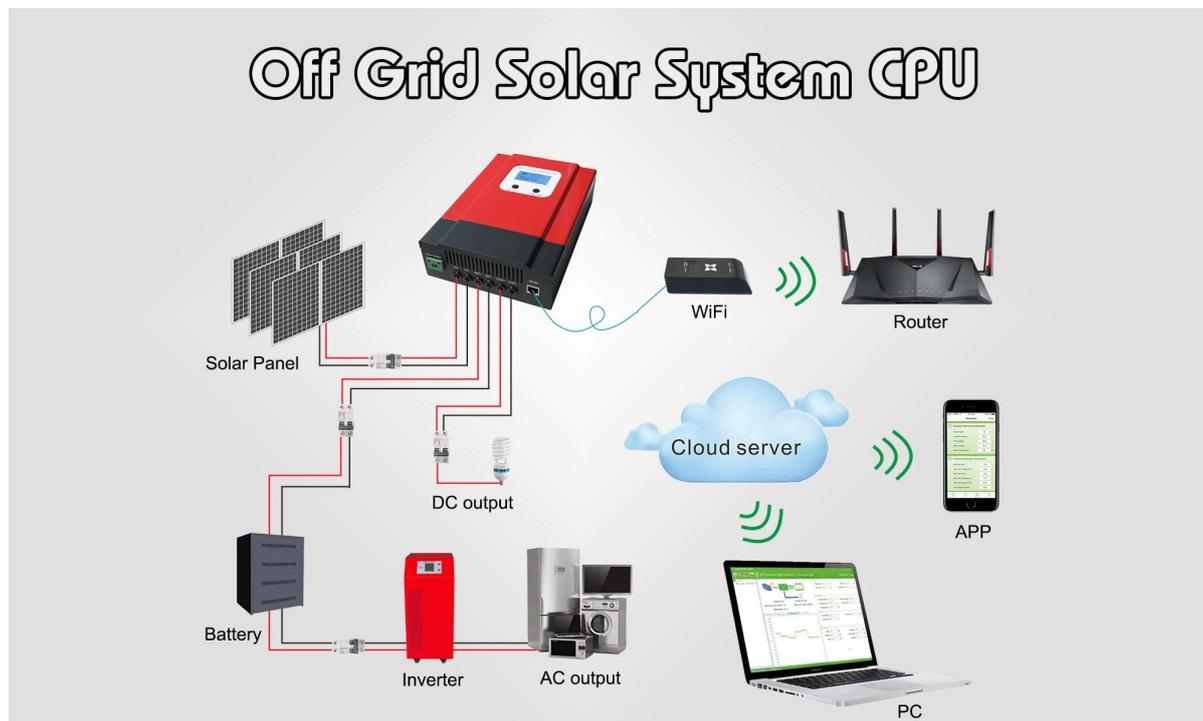 Off Grid Solar System CPU
WiFi
Router
Solar Panel
Cloud server
DC output
APP
Battery
Inverter
AC output
PC